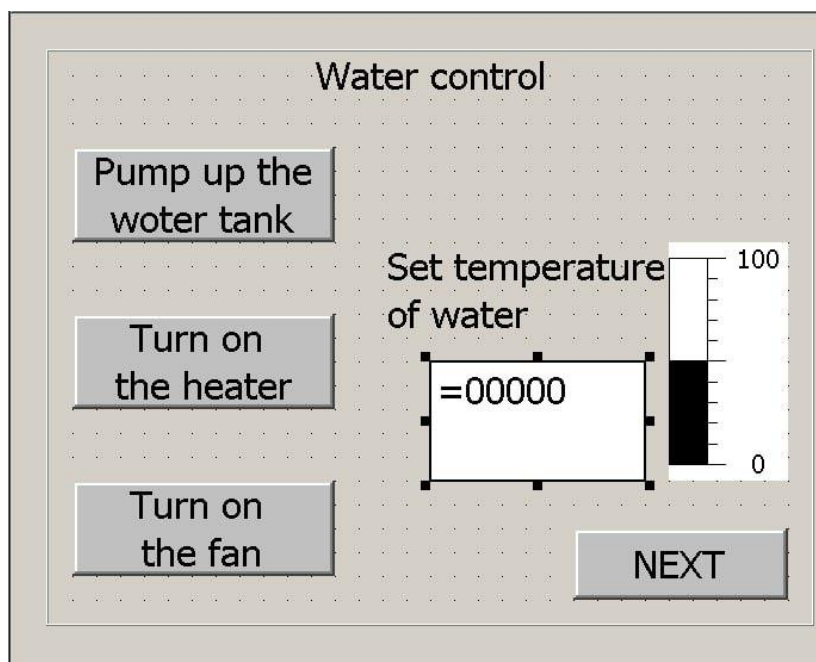 Water control
Pump up the
woter tank
Set temperature
of water
100
=00000
0
Turn on
the heater
Turn on
the fan
NEXT